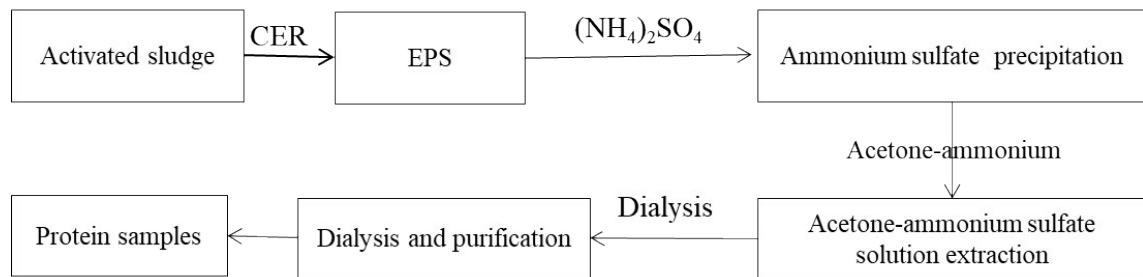 Activated sludge
CER
EPS
(NH₄)₂SO₄
Ammonium sulfate precipitation
Acetone-ammonium
Acetone-ammonium sulfate
solution extraction
Dialysis
Dialysis and purification
Protein samples